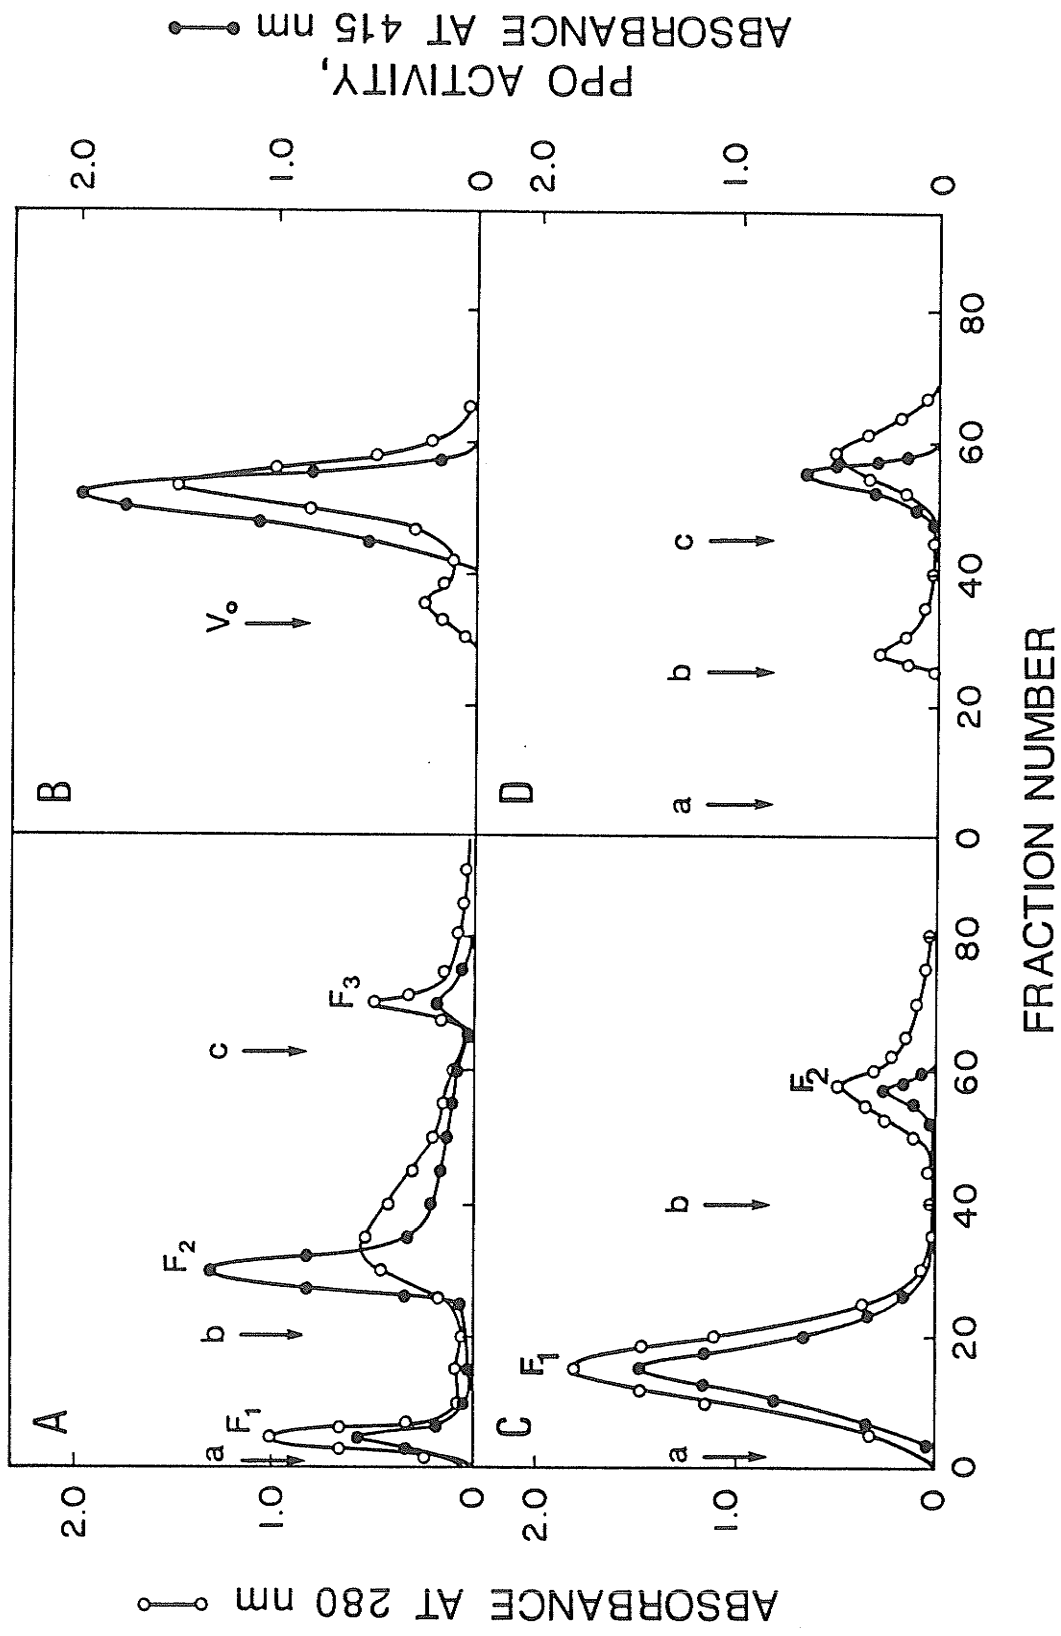 ABSORBANCE AT 280 nm
PPO ACTIVITY,
ABSORBANCE AT 415 nm
A
2.0
1.0
0
a
F1
b
F2
c
F3
B
Vo
2.0
1.0
0
C
2.0
1.0
0
a
F1
b
F2
0
20
40
60
80
D
a
b
c
2.0
1.0
0
0
20
40
60
80
FRACTION NUMBER